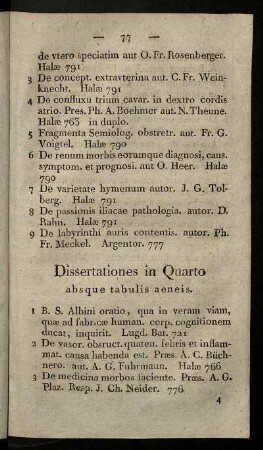 — 77 —
de vtero speciatim aut O. Fr. Rosenberger.
Halæ 791
3 De concept. extravterina aut. C. Fr. Wein-
knecht. Halæ 791
4 De confluxu trium cavar. in dextro cordis
atrio. Pres. Ph. A. Boehmer aut. N. Theune.
Halæ 763 in duplo.
5 Fragmenta Semiolog. obstretr. aut. Fr. G.
Voigtel. Halæ 790
6 De renum morbis eorumque diagnosi, caus.
symptom. et prognosi. aut O. Heer. Halæ
790
7 De varietate hymenum autor. J. G. Tol-
berg. Halæ 791
8 De passionis iliacae pathologia. autor. D.
Rahn. Halæ 791
9 De labyrinthi auris contentis. autor. Ph.
Fr. Meckel. Argentor. 777
Dissertationes in Quarto
absque tabulis aeneis.
1 B. S. Albini oratio, qua in veram viam,
quæ ad fabricæ human. corp. cognitionem
ducat, inquirit. Lugd. Bat. 721
2 De vasor. obsruct. quaten. febris et inflam-
mat. causa habenda est. Præs. A. C. Büch-
nero. aut. A. G. Fuhrmann. Halæ 766
3 De medicina morbos faciente. Præs. A. G.
Plaz. Resp. J. Ch. Neider. 776
4